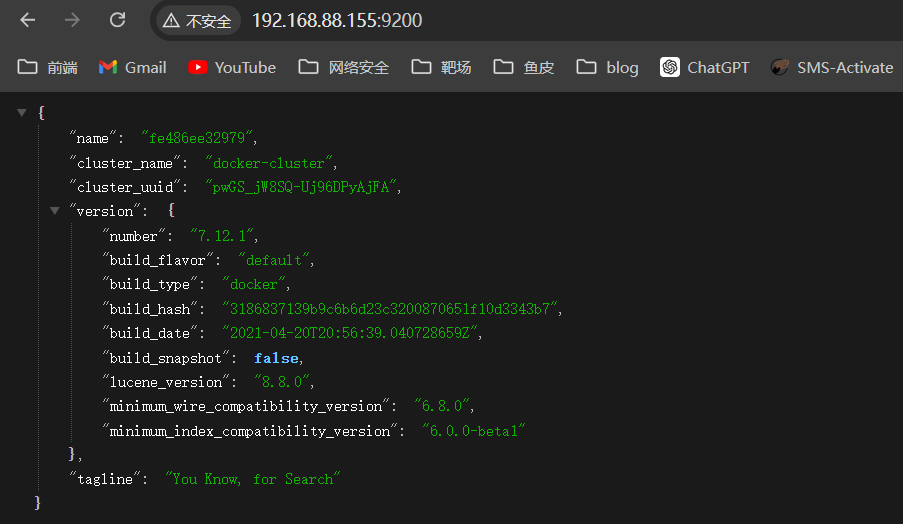 不安全 192.168.88.155:9200
前端 Gmail YouTube 网络安全 靶场 鱼皮 blog ChatGPT SMS-Activate
{
"name": "fe486ee32979",
"cluster_name": "docker-cluster",
"cluster_uuid": "pwGS_jW8SQ-Uj96DPyAjFA",
"version": {
"number": "7.12.1",
"build_flavor": "default",
"build_type": "docker",
"build_hash": "3186837139b9c6b6d23c3200870651f10d3343b7",
"build_date": "2021-04-20T20:56:39.040728659Z",
"build_snapshot": false,
"lucene_version": "8.8.0",
"minimum_wire_compatibility_version": "6.8.0",
"minimum_index_compatibility_version": "6.0.0-beta1"
},
"tagline": "You Know, for Search"
}